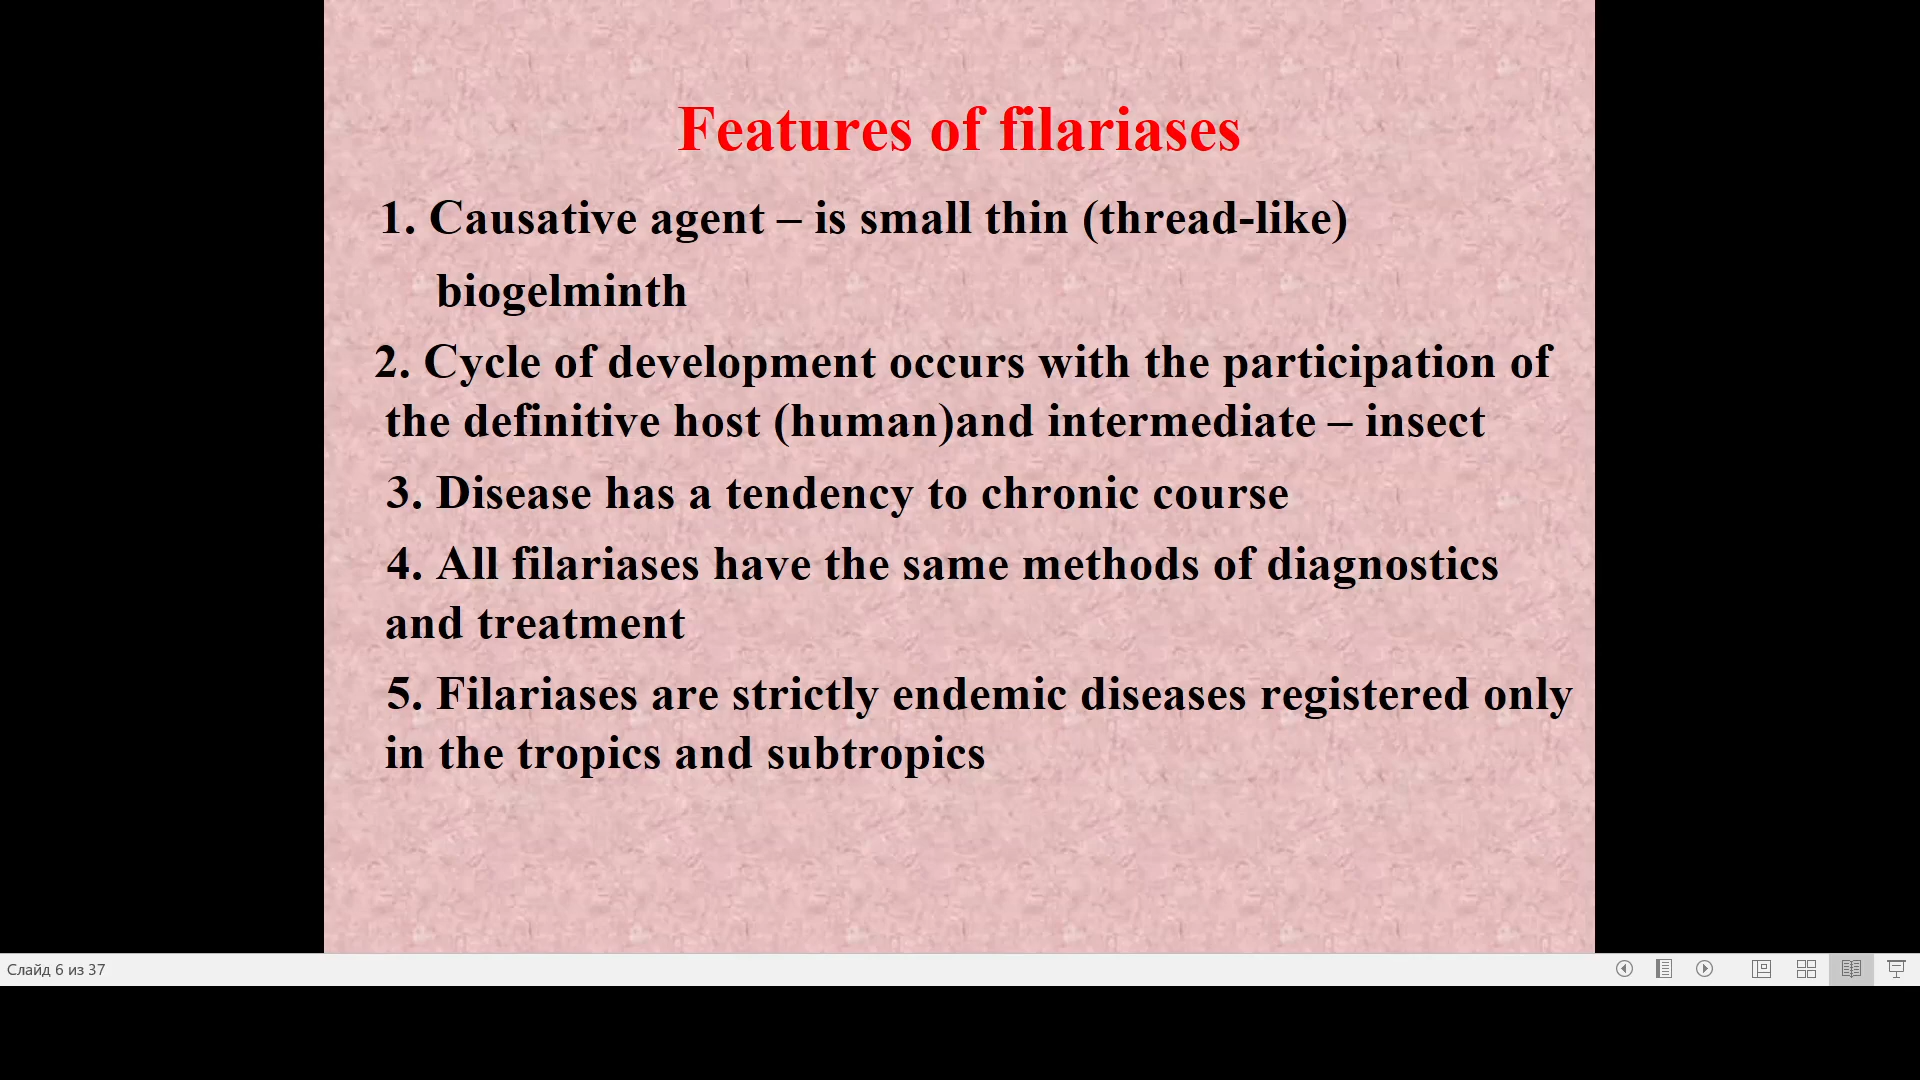 Features of filariases
1. Causative agent – is small thin (thread-like)
biogelminth
2. Cycle of development occurs with the participation of
the definitive host (human)and intermediate – insect
3. Disease has a tendency to chronic course
4. All filariases have the same methods of diagnostics
and treatment
5. Filariases are strictly endemic diseases registered only
in the tropics and subtropics
Слайд 6 из 37